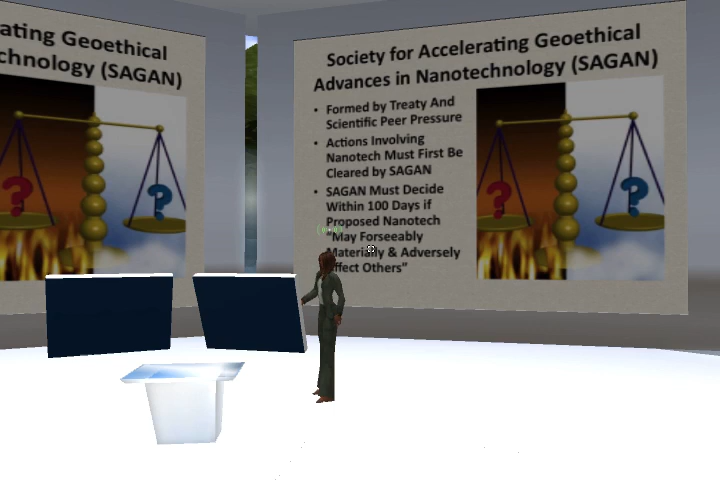 ating Geoethical
chnology (SAGAN)
Society for Accelerating Geoethical
Advances in Nanotechnology (SAGAN)
• Formed by Treaty And
Scientific Peer Pressure
• Actions Involving
Nanotech Must First Be
Cleared by SAGAN
• SAGAN Must Decide
Within 100 Days if
Proposed Nanotech
"May Forseeably
Materially & Adversely
ffect Others"
?
?
?
?